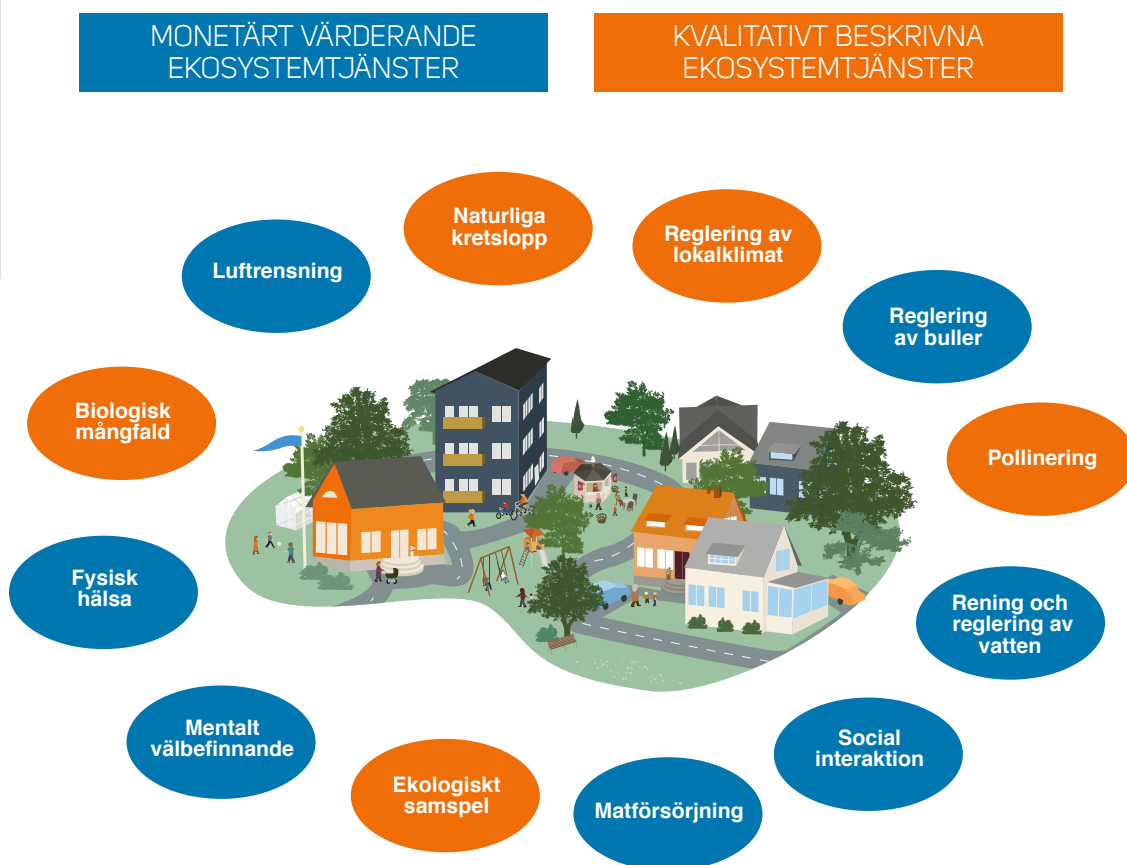 MONETÄRT VÄRDERANDE
EKOSYSTEMTJÄNSTER
KVALITATIVT BESKRIVNA
EKOSYSTEMTJÄNSTER
Naturliga
kretslopp
Reglering av
lokalklimat
Luftrensning
Reglering
av buller
Biologisk
mångfald
Pollinering
Fysisk
hälsa
Rening och
reglering av
vatten
Mentalt
välbefinnande
Social
interaktion
Ekologiskt
samspel
Matförsörjning